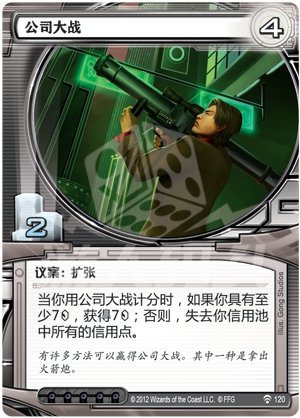 公司大战
4
2
议案：扩张
当你用公司大战计分时，如果你具有至
少7，获得7；否则，失去你信用池
中所有的信用点。
有许多方法可以赢得公司大战。其中一种是拿出
火箭炮。
Illus. Gong Studios
© 2012 Wizards of the Coast LLC. © FFG
120